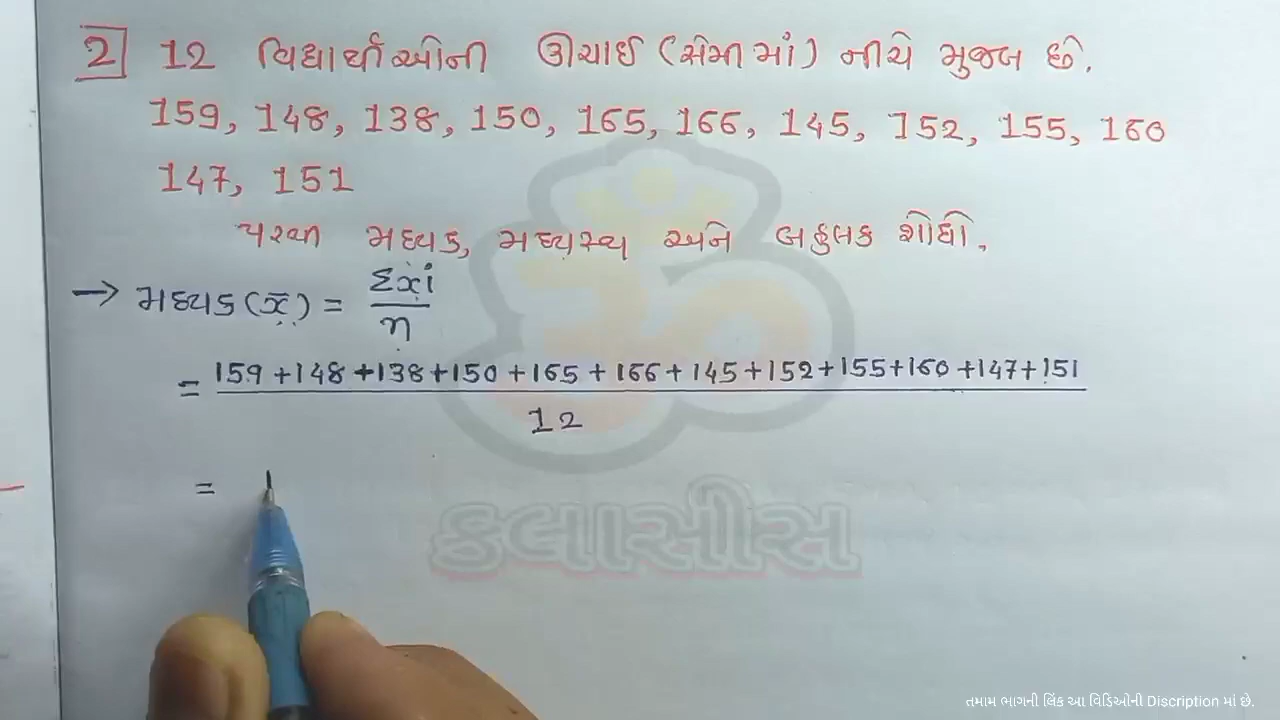 2 12 વિદ્યાર્થીઓની ઊંચાઈ (સેમીમાં) નીચે મુજબ છે.
159, 148, 138, 150, 165, 166, 145, 152, 155, 160
147, 151
પરથી મધ્યક, મધ્યસ્થ અને બહુલક શોધો.
→ મધ્યક (x̄) = Σxi / n
= 159 + 148 + 138 + 150 + 165 + 166 + 145 + 152 + 155 + 160 + 147 + 151
12
=
ૐ
કલાસીસ
તમામ ભાગની લિંક આ વિડિઓની Discription માં છે.